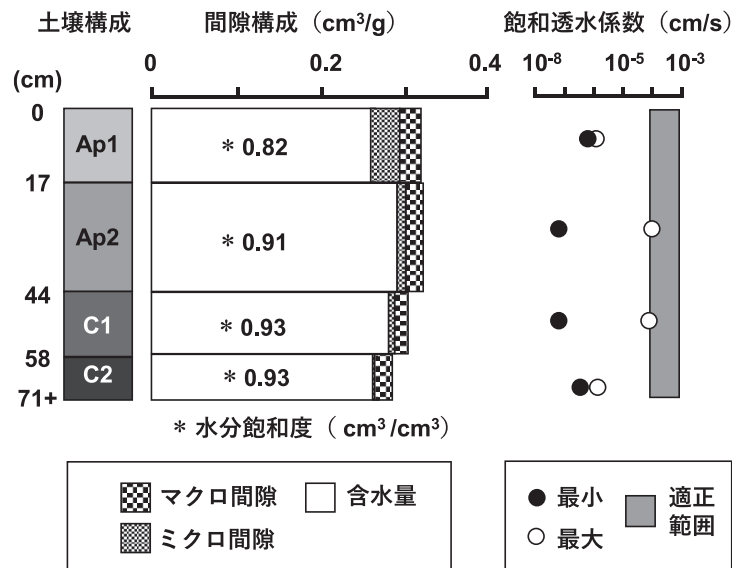 土壌構成 間隙構成（cm³/g） 飽和透水係数（cm/s）
(cm) 0 0.2 0.4 10⁻⁸ 10⁻⁵ 10⁻³
0
Ap1 * 0.82
17
Ap2 * 0.91
44
C1 * 0.93
58
C2 * 0.93
71+
* 水分飽和度（ cm³ /cm³）
マクロ間隙 含水量
ミクロ間隙
最小 適正
最大 範囲